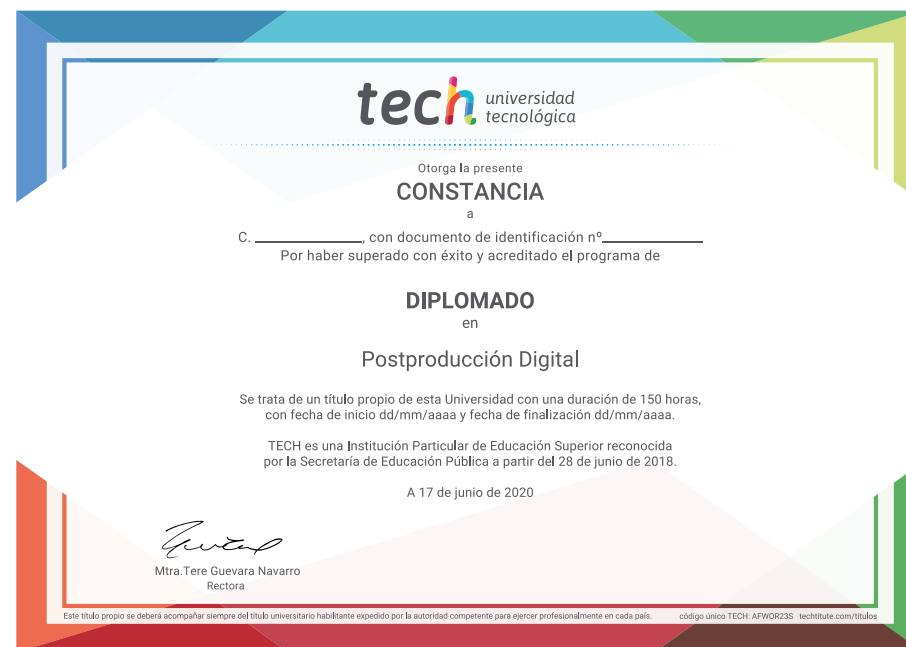 tech universidad
tecnológica
Otorga la presente
CONSTANCIA
a
C. ____________, con documento de identificación nº____________
Por haber superado con éxito y acreditado el programa de
DIPLOMADO
en
Postproducción Digital
Se trata de un título propio de esta Universidad con una duración de 150 horas,
con fecha de inicio dd/mm/aaaa y fecha de finalización dd/mm/aaaa.
TECH es una Institución Particular de Educación Superior reconocida
por la Secretaría de Educación Pública a partir del 28 de junio de 2018.
A 17 de junio de 2020
Mtra.Tere Guevara Navarro
Rectora
Este título propio se deberá acompañar siempre del título universitario habilitante expedido por la autoridad competente para ejercer profesionalmente en cada país. código único TECH: AFWOR23S techtitute.com/titulos